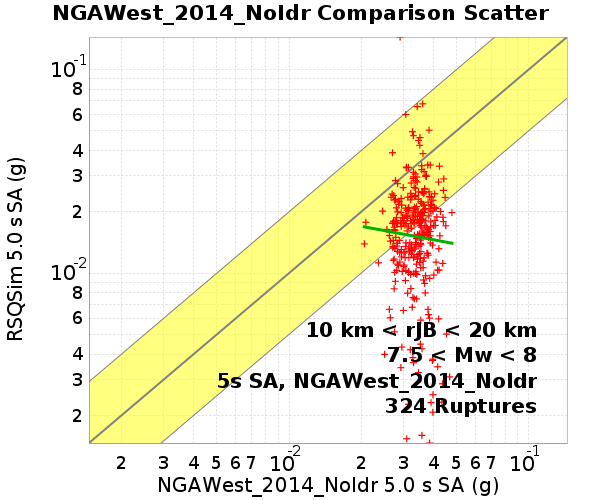 NGAWest_2014_NoIdr Comparison Scatter
10-1
8
6
4
3
2
10-2
8
6
4
3
2
RSQSim 5.0 s SA (g)
10 km < rJB < 20 km
7.5 < Mw < 8
5s SA, NGAWest_2014_NoIdr
324 Ruptures
2 3 4 5 6 7 10-2 2 3 4 5 6 7 10-1
NGAWest_2014_NoIdr 5.0 s SA (g)